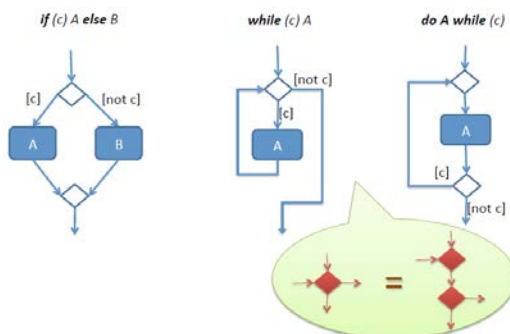 if (c) A else B
while (c) A
do A while (c)
[c]
[not c]
A
B
[not c]
[c]
A
A
[c]
[not c]
=